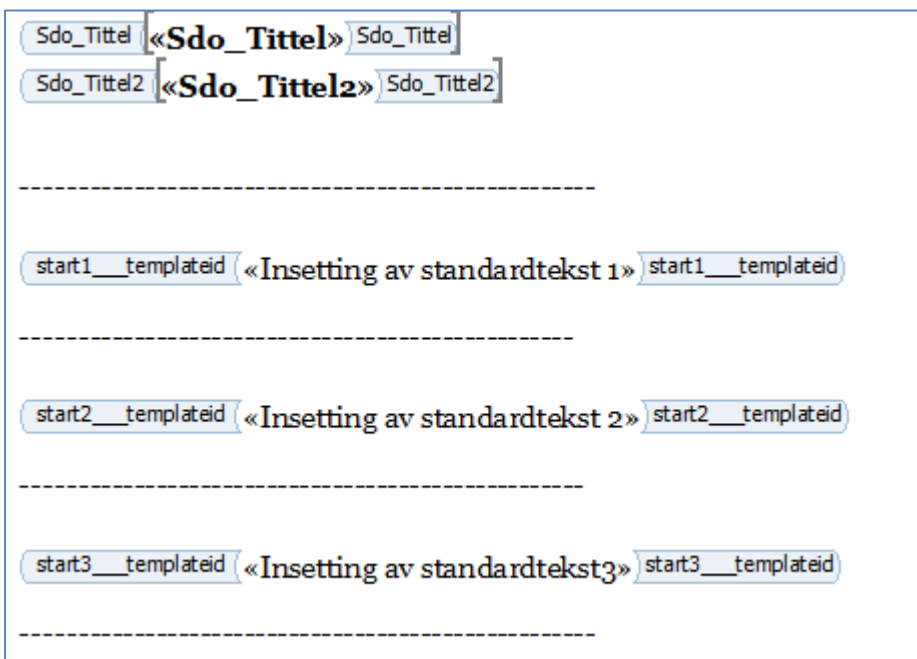 Sdo_Tittel «Sdo_Tittel» Sdo_Tittel
Sdo_Tittel2 «Sdo_Tittel2» Sdo_Tittel2
------------------------------------------------
start1___templateid «Insetting av standardtekst 1» start1___templateid
----------------------------------------------
start2___templateid «Insetting av standardtekst 2» start2___templateid
-----------------------------------------------
start3___templateid «Insetting av standardtekst3» start3___templateid
------------------------------------------------